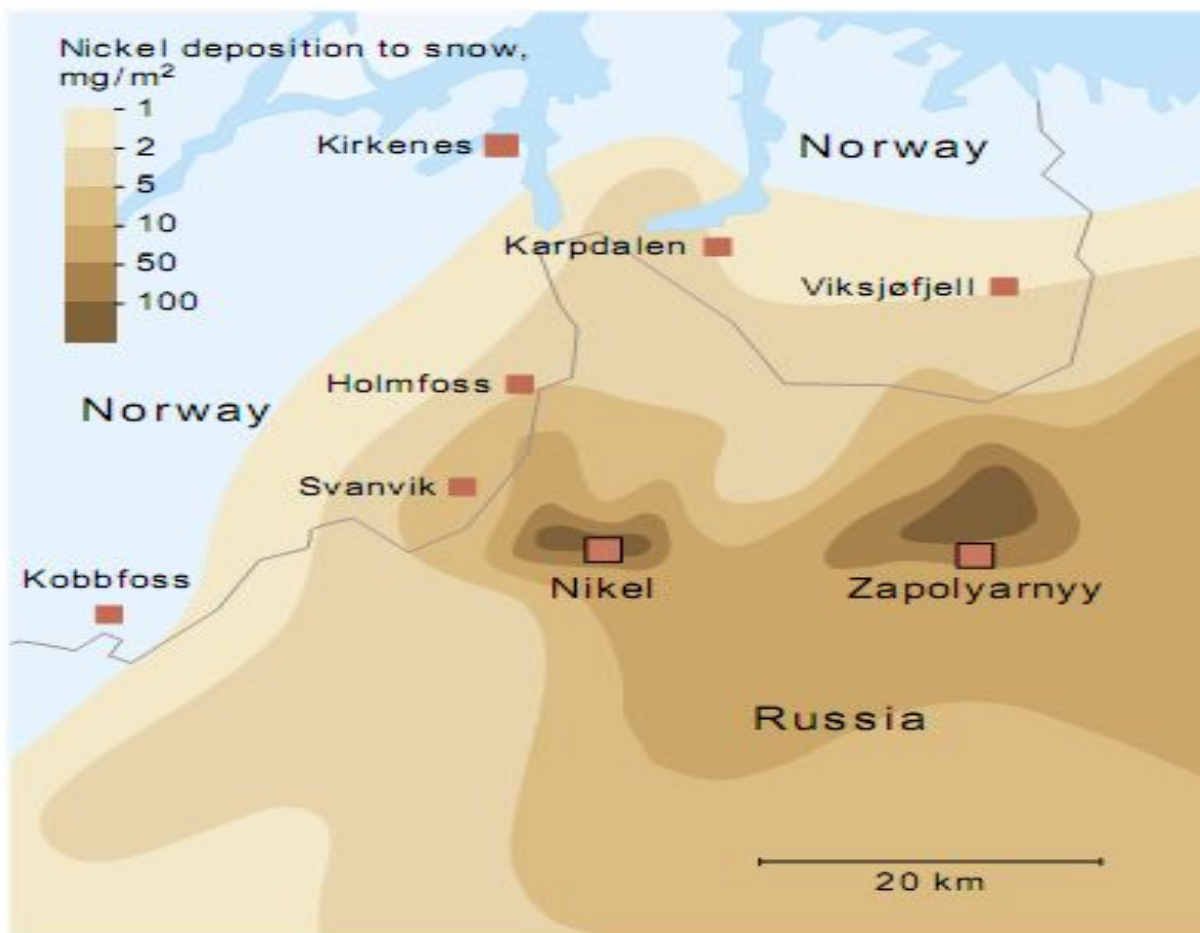 Nickel deposition to snow,
mg/m²
1
2
5
10
50
100
Kirkenes
Norway
Karpdalen
Viksjøfjell
Holmfoss
Norway
Svanvik
Kobbfoss
Nikel
Zapolyarnyy
Russia
20 km